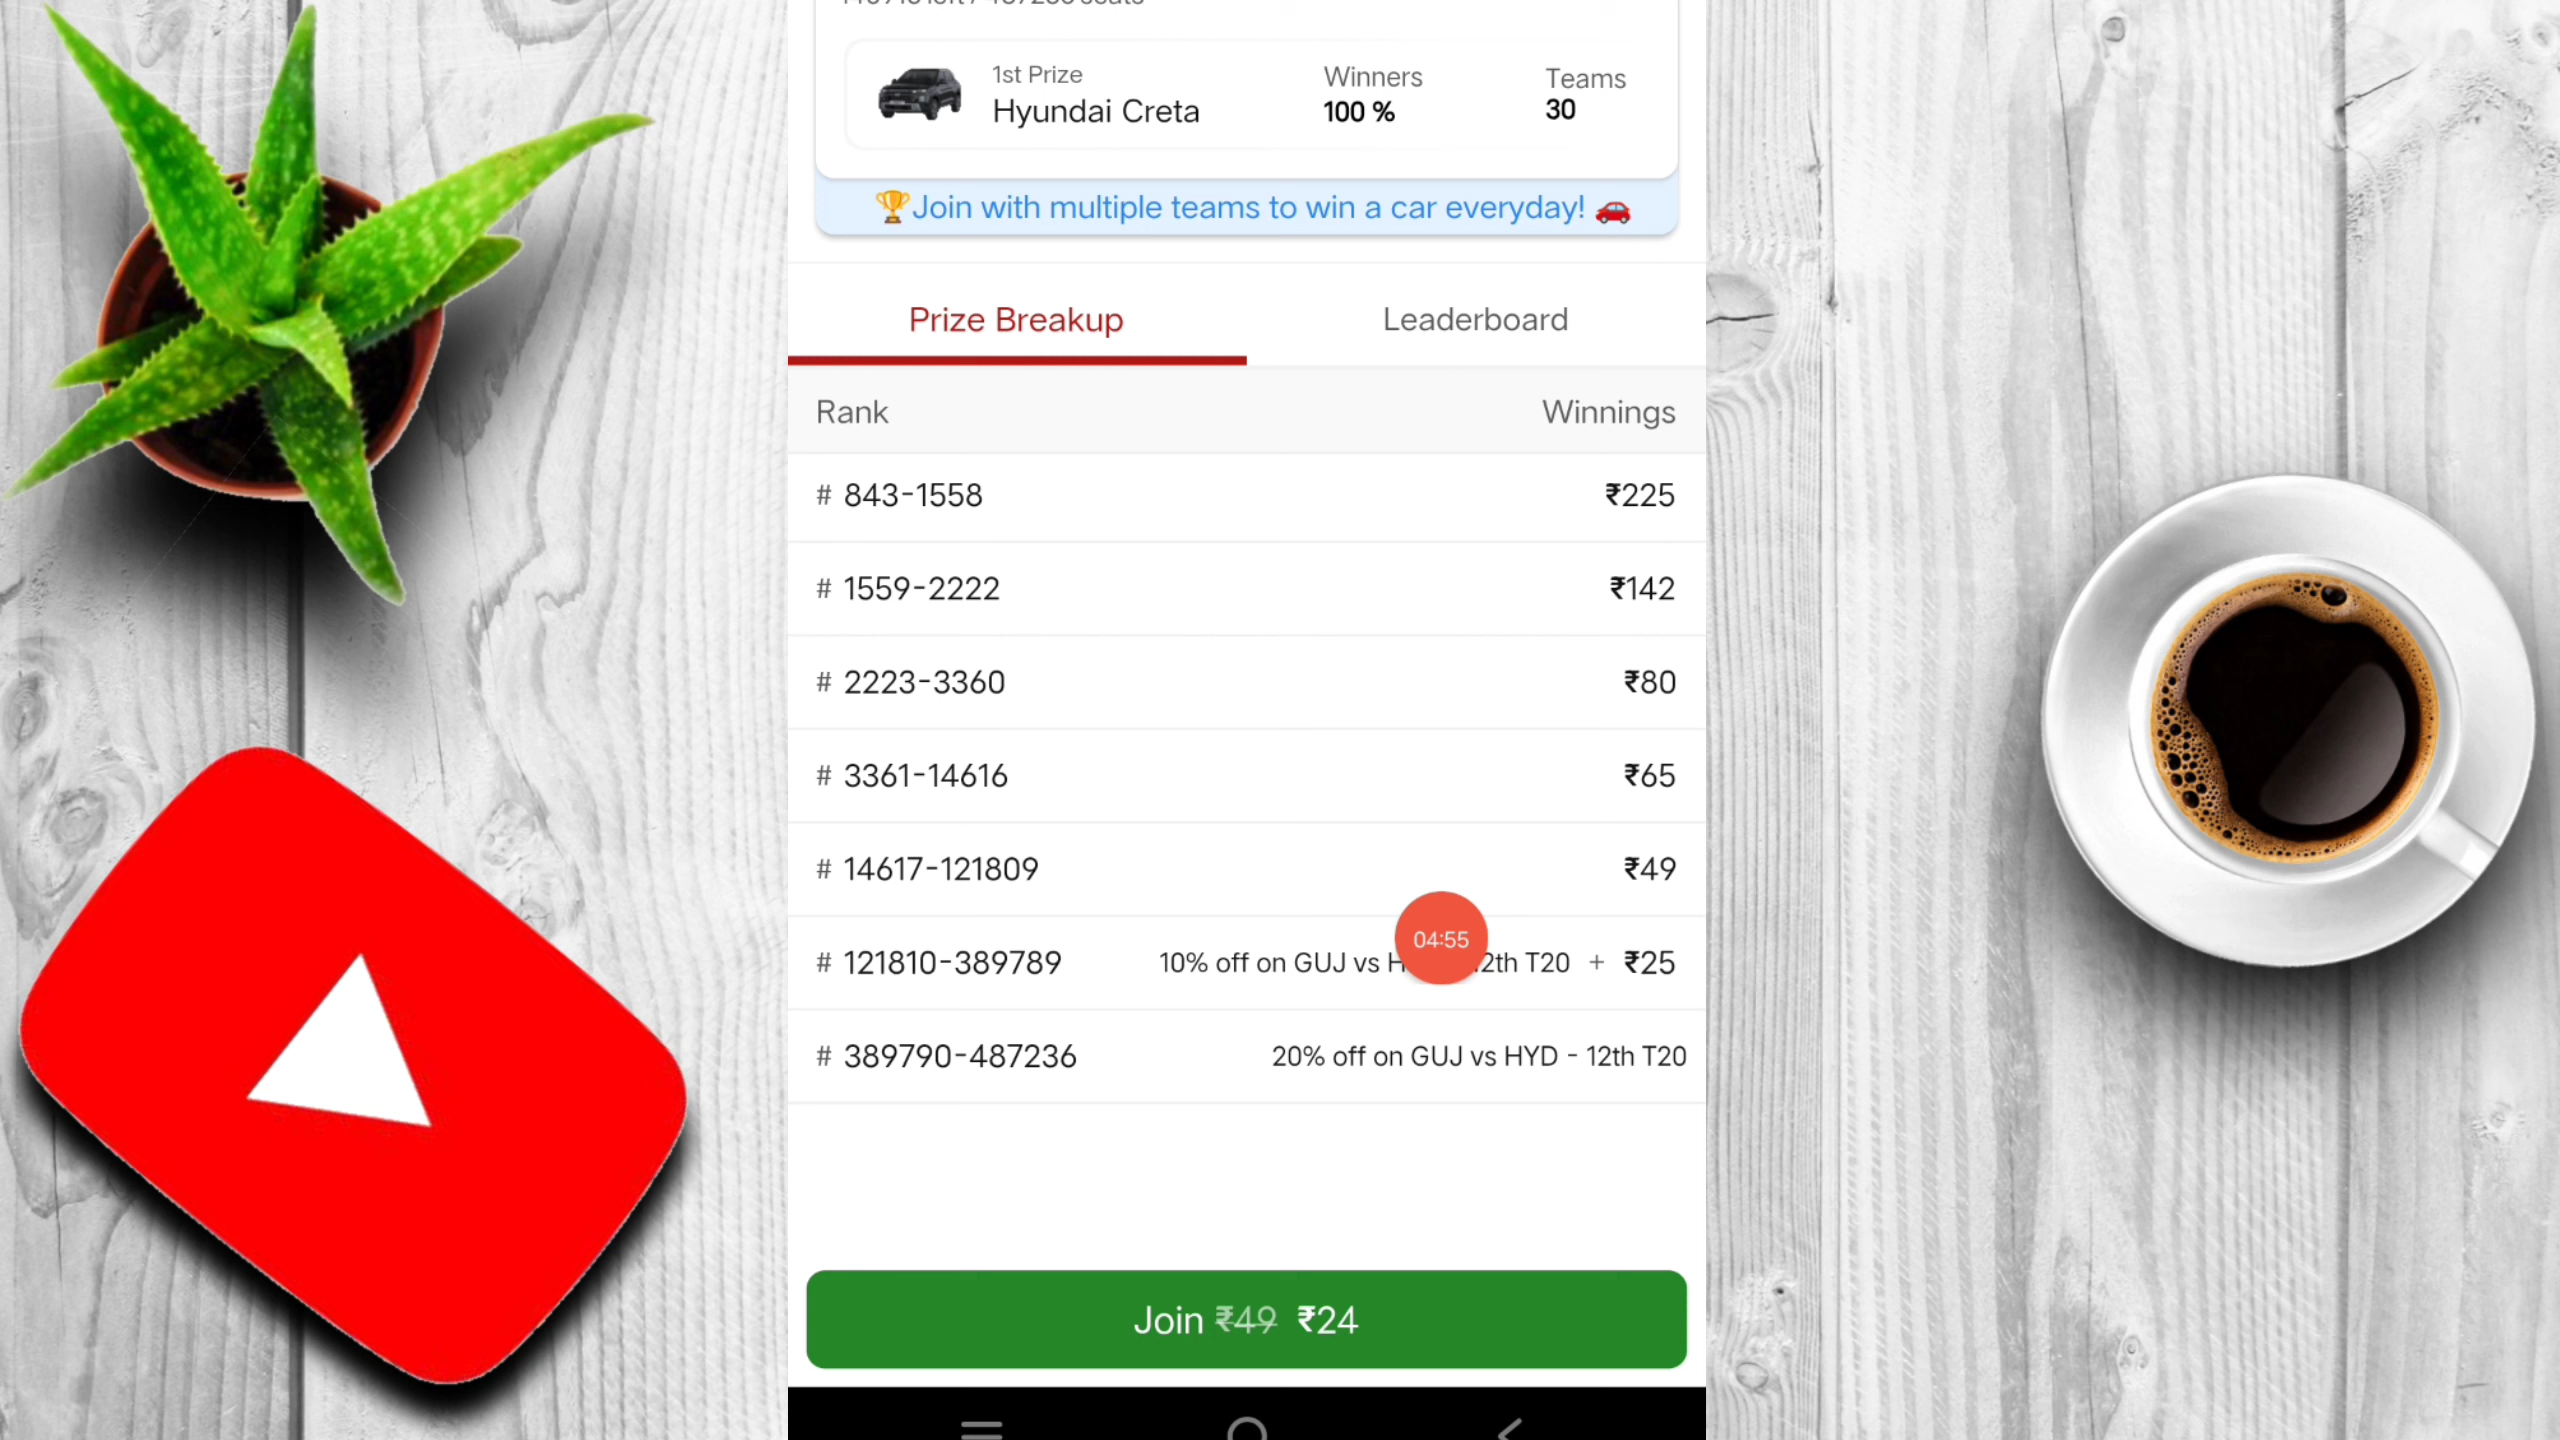 1st Prize
Hyundai Creta
Winners
100 %
Teams
30
🏆Join with multiple teams to win a car everyday! 🚗
Prize Breakup
Leaderboard
Rank
Winnings
# 843-1558 ₹225
# 1559-2222 ₹142
# 2223-3360 ₹80
# 3361-14616 ₹65
# 14617-121809 ₹49
04:55
# 121810-389789 10% off on GUJ vs T20 + ₹25
# 389790-487236 20% off on GUJ vs HYD - 12th T20
Join ₹49 ₹24